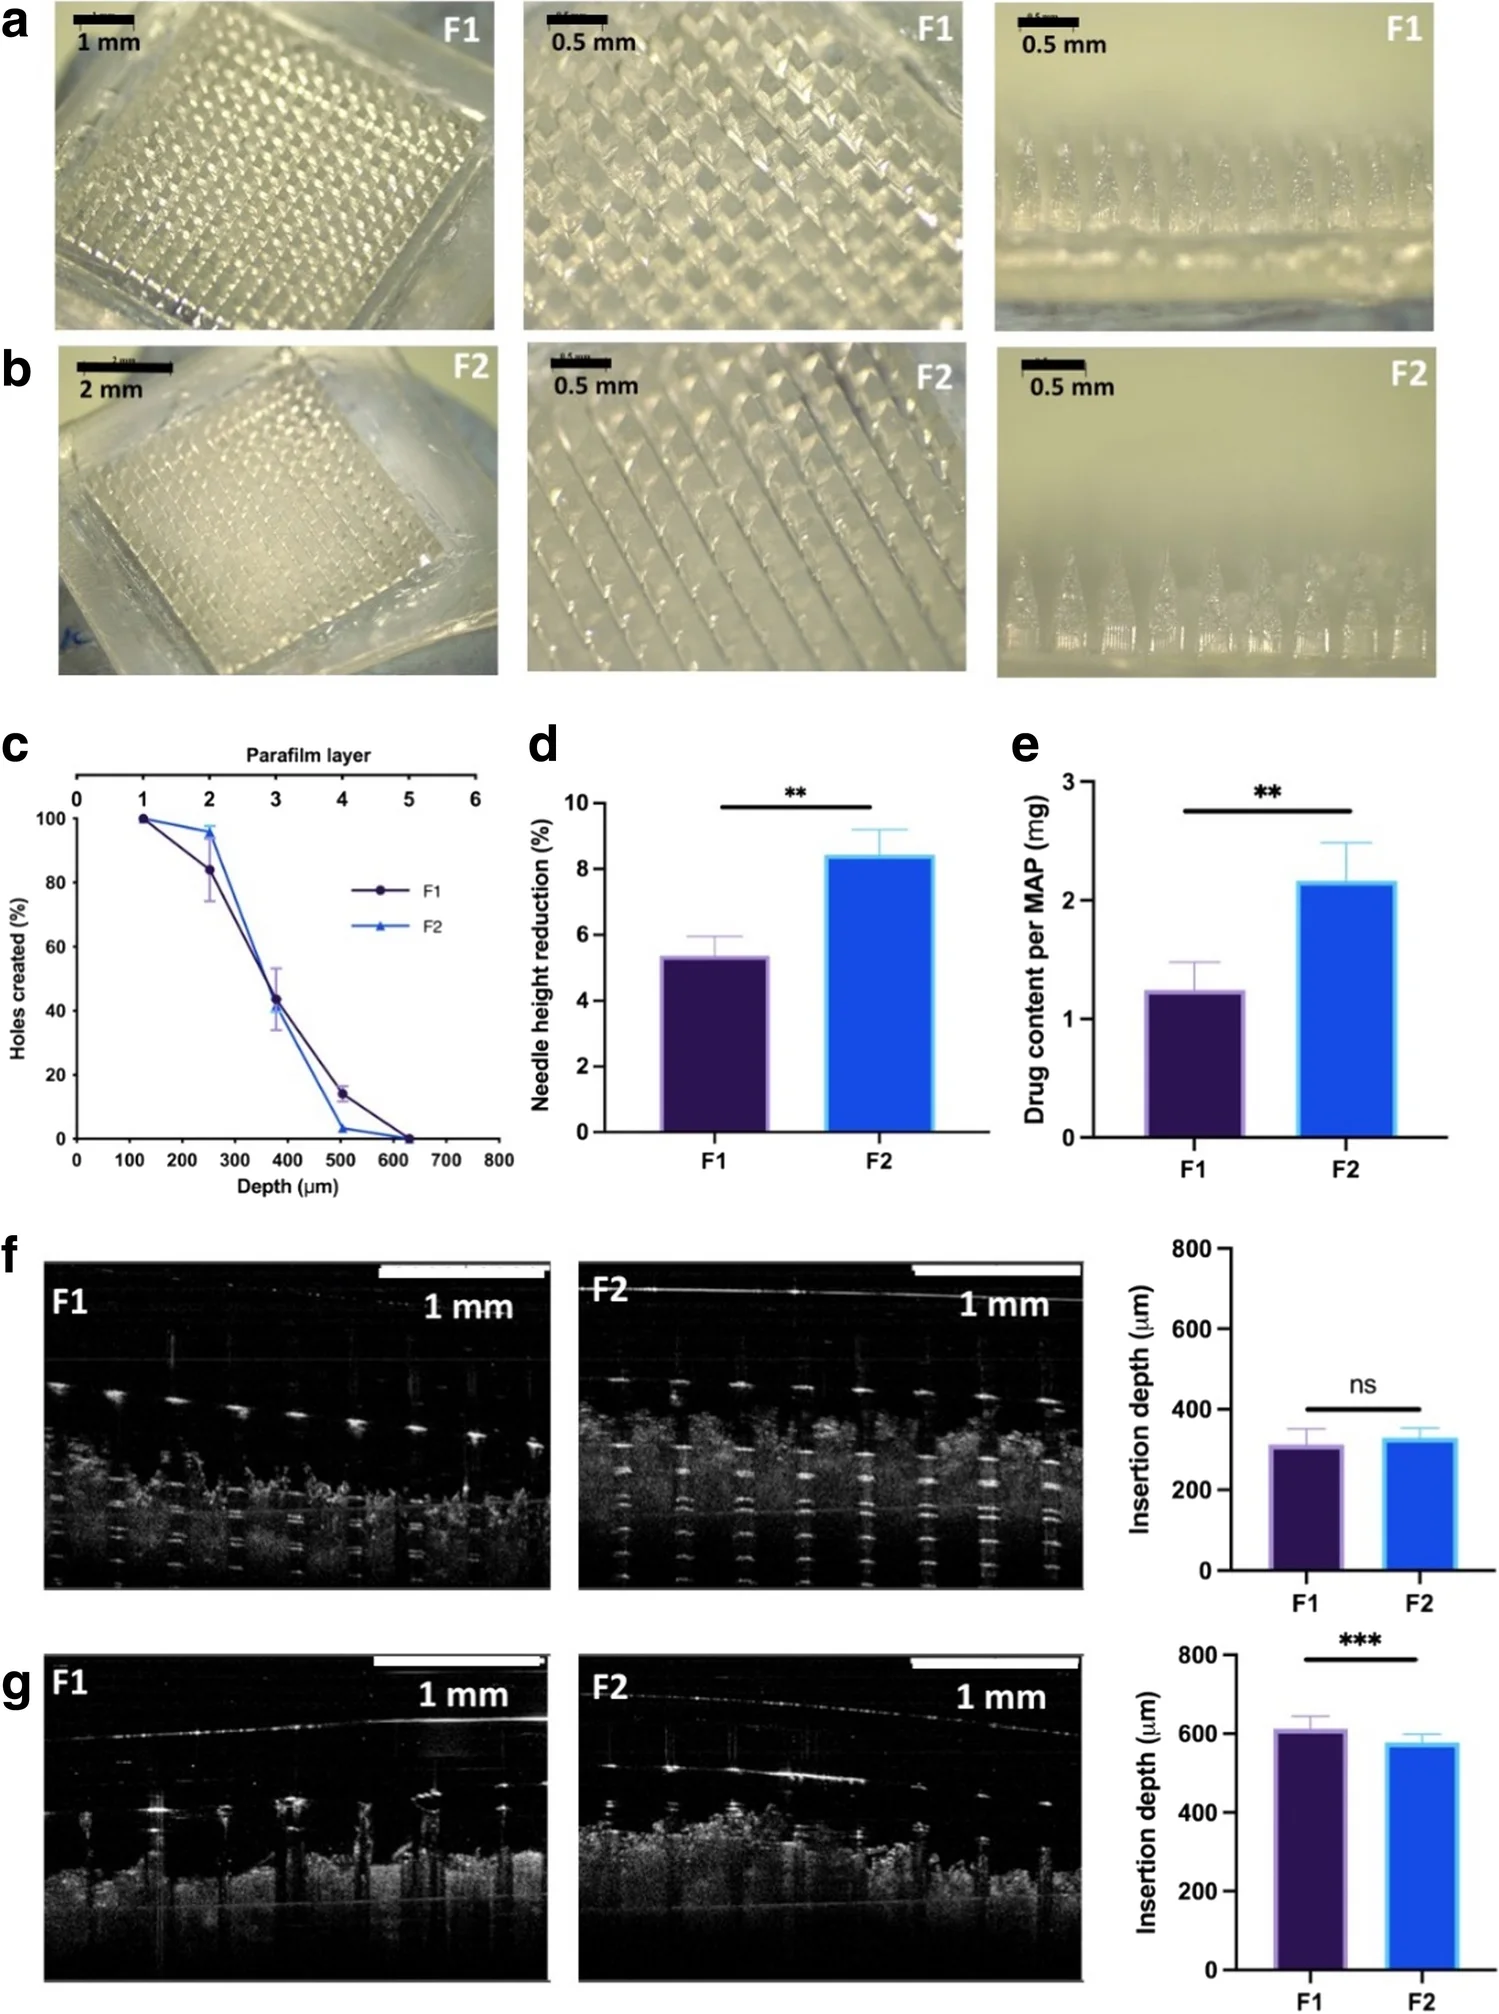 a
1 mm
F1
0.5 mm
F1
0.5 mm
F1
b
2 mm
2 mm
F2
0.5 mm
0.5 mm
F2
0.5 mm
F2
c
Parafilm layer
0 1 2 3 4 5 6
Holes created (%)
100
80
60
40
20
0
F1
F2
0 100 200 300 400 500 600 700 800
Depth (µm)
d
Needle height reduction (%)
10
8
6
4
2
0
**
F1 F2
e
Drug content per MAP (mg)
3
2
1
0
**
F1 F2
f
F1
1 mm
F2
1 mm
Insertion depth (µm)
800
600
400
200
0
ns
F1 F2
g
F1
1 mm
F2
1 mm
Insertion depth (µm)
800
600
400
200
0
***
F1 F2